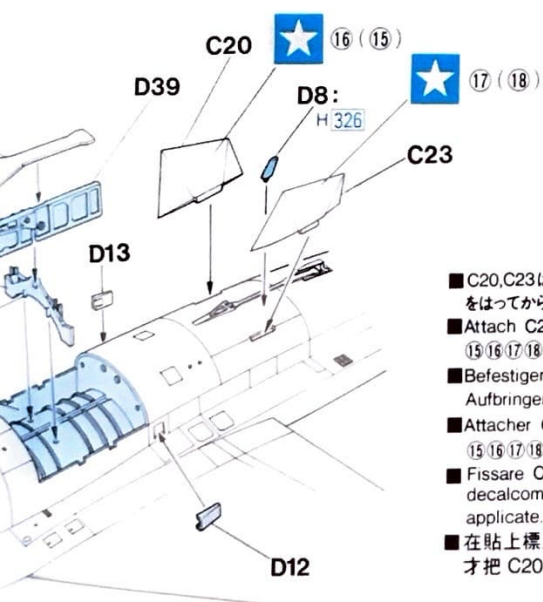 C20
⑯(⑮)
D39
D8:
H 326
⑰(⑱)
C23
D13
■C20,C23は
をはってから
■Attach C2
⑮⑯⑰⑱
■Befestigen
Aufbringen
■Attacher
⑮⑯⑰⑱
■Fissare C
decalcom
applicate.
■在貼上標
才把 C20
D12